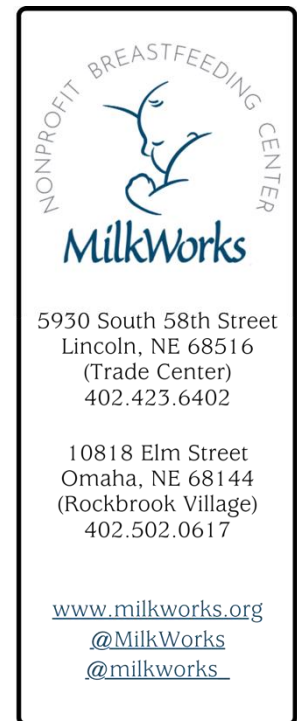 NONPROFIT BREASTFEEDING CENTER
MilkWorks
5930 South 58th Street
Lincoln, NE 68516
(Trade Center)
402.423.6402
10818 Elm Street
Omaha, NE 68144
(Rockbrook Village)
402.502.0617
www.milkworks.org
@MilkWorks
@milkworks_